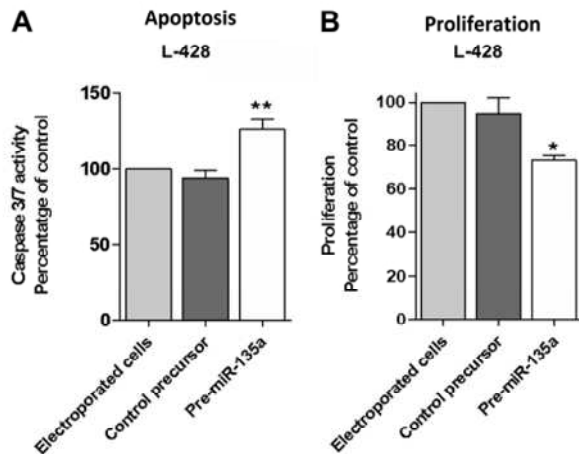 A
Apoptosis
L-428
Caspase 3/7 activity
Percentatge of control
150
100
50
0
**
Electroporated cells
Control precursor
Pre-miR-135a
B
Proliferation
L-428
Proliferation
Percentage of control
100
80
60
40
20
0
*
Electroporated cells
Control precursor
Pre-miR-135a